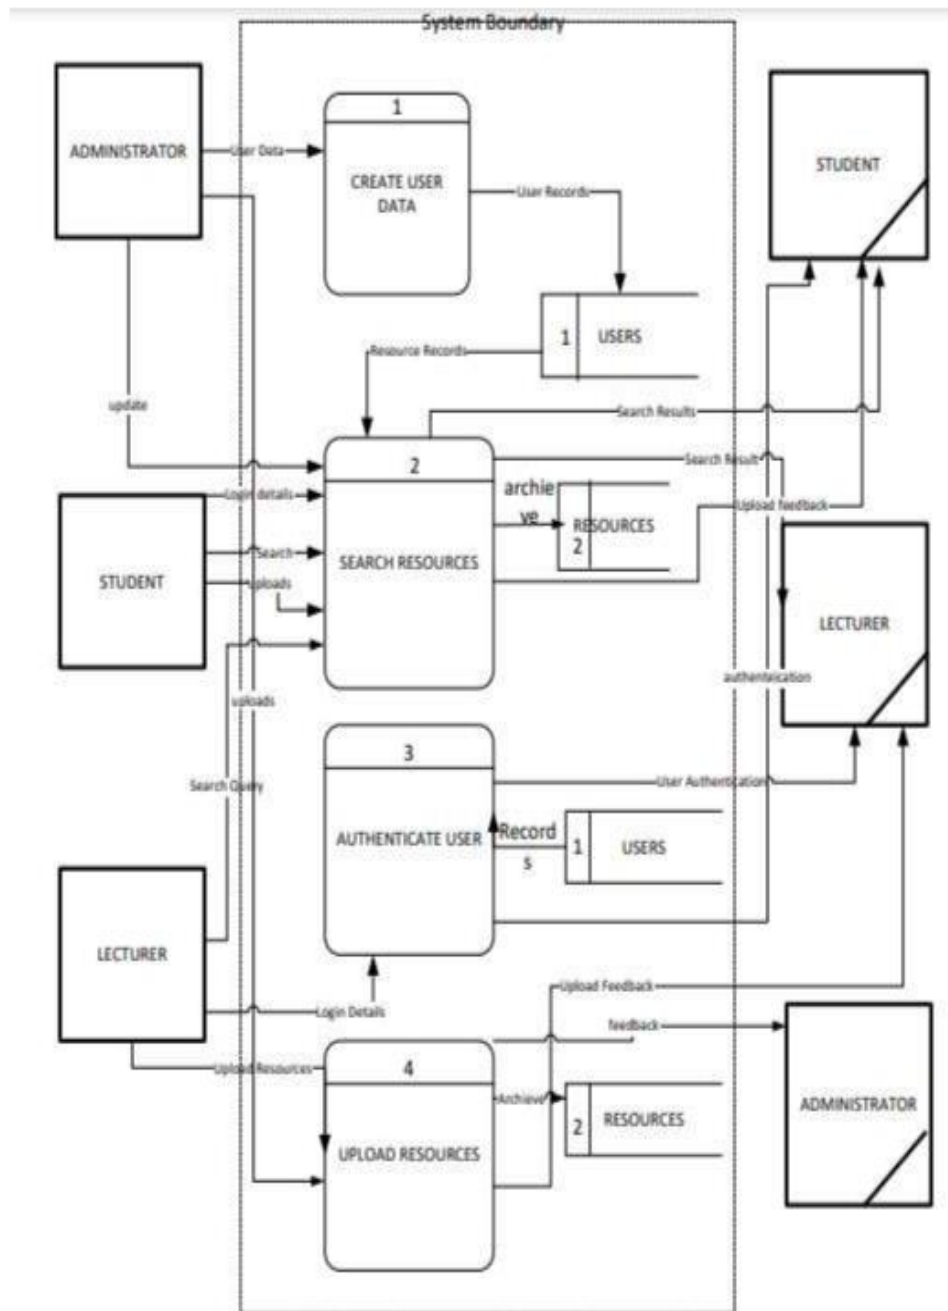 System Boundary
1
ADMINISTRATOR
User Data
CREATE USER
DATA
STUDENT
User Records
1
USERS
Resource Records
update
Search Results
2
Search Result
Login details
archie
ve
RESOURCES
2
Upload feedback
Search
SEARCH RESOURCES
STUDENT
uploads
LECTURER
uploads
authenteication
3
Search Query
User Authentication
AUTHENTICATE USER
Record
s
1
USERS
LECTURER
Login Details
Upload Feedback
feedback
Upload Resources
4
Archieve
2
RESOURCES
ADMINISTRATOR
UPLOAD RESOURCES